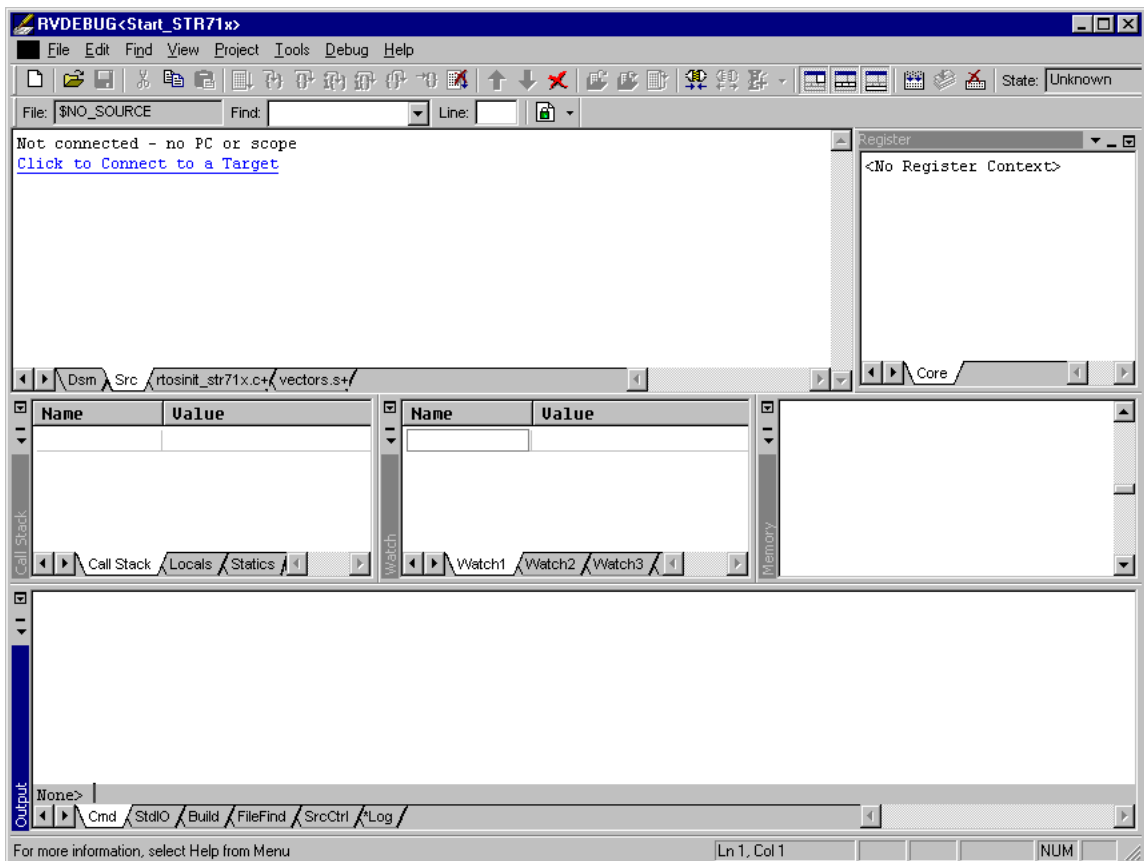 RVDEBUG<Start_STR71x>
File Edit Find View Project Tools Debug Help
State: Unknown
File: $NO_SOURCE Find: Line:
Not connected - no PC or scope
Click to Connect to a Target
Register
<No Register Context>
Dsm Src rtosinit_str71x.c+ vectors.s+
Core
Name Value
Name Value
Call Stack
Watch
Memory
Call Stack Locals Statics
Watch1 Watch2 Watch3
Output
None>
Cmd StdIO Build FileFind SrcCtrl *Log
For more information, select Help from Menu Ln 1, Col 1 NUM